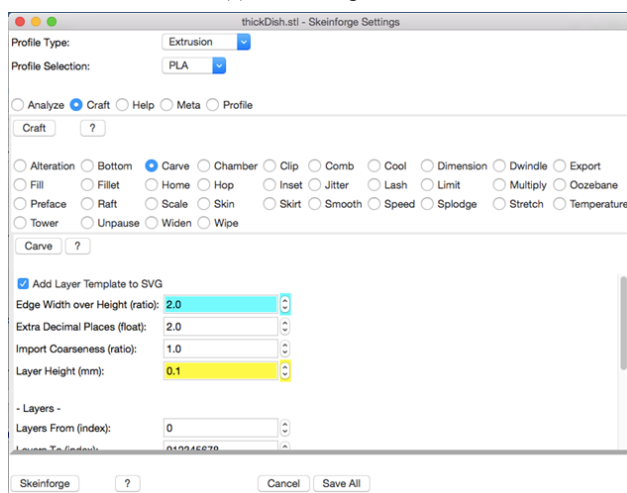 thickDish.stl - Skeinforge Settings
Profile Type: Extrusion
Profile Selection: PLA
Analyze Craft Help Meta Profile
Craft ?
Alteration Bottom Carve Chamber Clip Comb Cool Dimension Dwindle Export
Fill Fillet Home Hop Inset Jitter Lash Limit Multiply Oozebane
Preface Raft Scale Skin Skirt Smooth Speed Splodge Stretch Temperature
Tower Unpause Widen Wipe
Carve ?
Add Layer Template to SVG
Edge Width over Height (ratio): 2.0
Extra Decimal Places (float): 2.0
Import Coarseness (ratio): 1.0
Layer Height (mm): 0.1
- Layers -
Layers From (index): 0
Layers To (index): 912345678
Skeinforge ? Cancel Save All